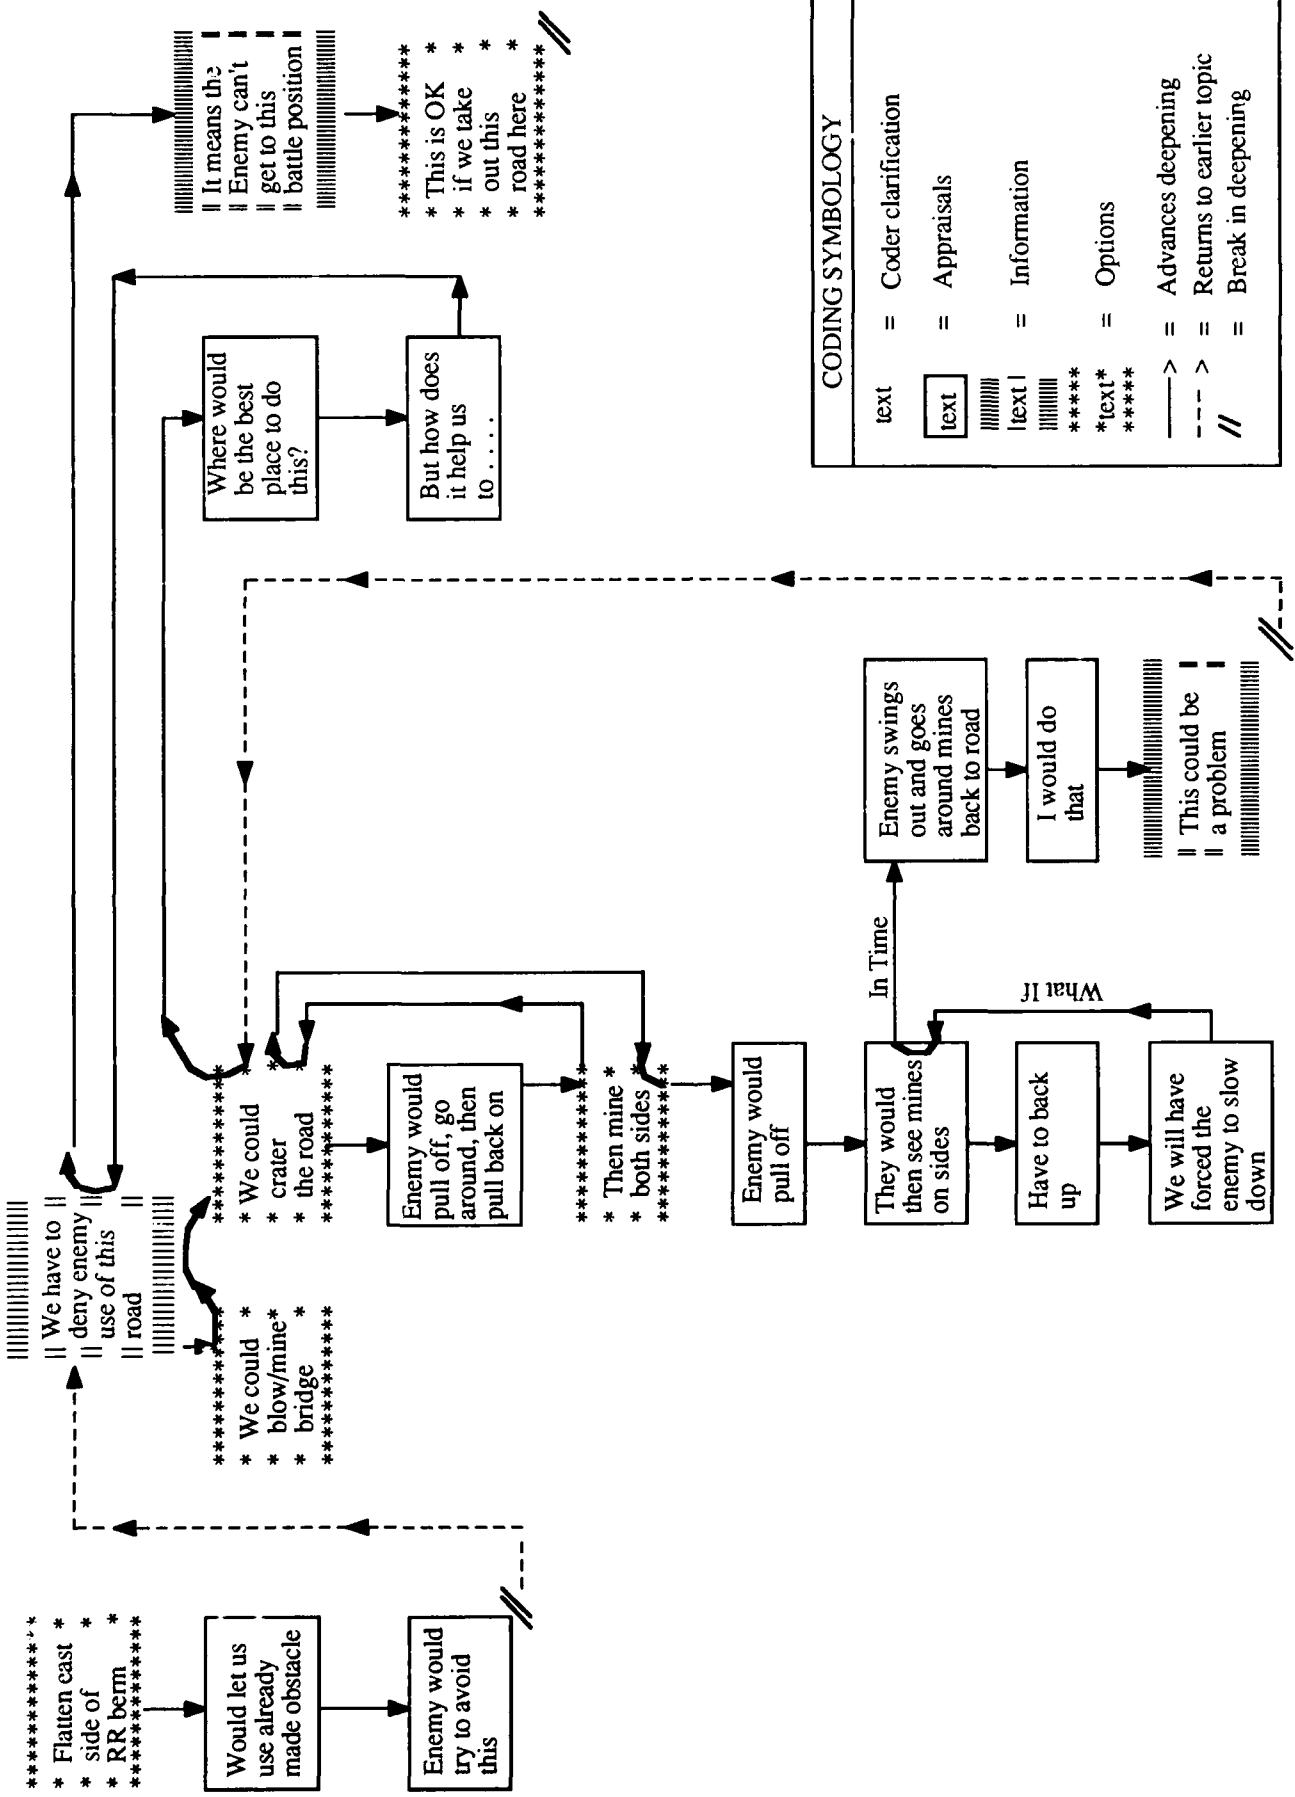 * * * * * * * * * * *
* Flatten cast *
* side of *
* RR berm *
* * * * * * * * * * *
Would let us
use already
made obstacle
Enemy would
try to avoid
this
//
|| We have to ||
|| deny enemy ||
|| use of this
|| road ||
* * * * * * * * * * *
* We could *
* blow/mine*
* bridge *
* * * * * * * * * * *
* * * * * * * * * * *
* We could *
* crater *
* the road *
* * * * * * * * * * *
Enemy would
pull off, go
around, then
pull back on
* * * * * * * * * * *
* Then mine *
* both sides *
* * * * * * * * * * *
Enemy would
pull off
They would
then see mines
on sides
Have to back
up
We will have
forced the
enemy to slow
down
What If
In Time
Enemy swings
out and goes
around mines
back to road
I would do
that
|| This could be |
|| a problem |
//
Where would
be the best
place to do
this?
But how does
it help us
to . . . . .
|| It means the |
|| Enemy can't |
|| get to this |
|| battle position |
* * * * * * * * * * *
* This is OK *
* if we take *
* out this *
* road here *
* * * * * * * * * * *
//
CODING SYMBOLOGY
text = Coder clarification
text = Appraisals
|text | = Information
*****
*text* = Options
*****
——> = Advances deepening
- - - > = Returns to earlier topic
// = Break in deepening